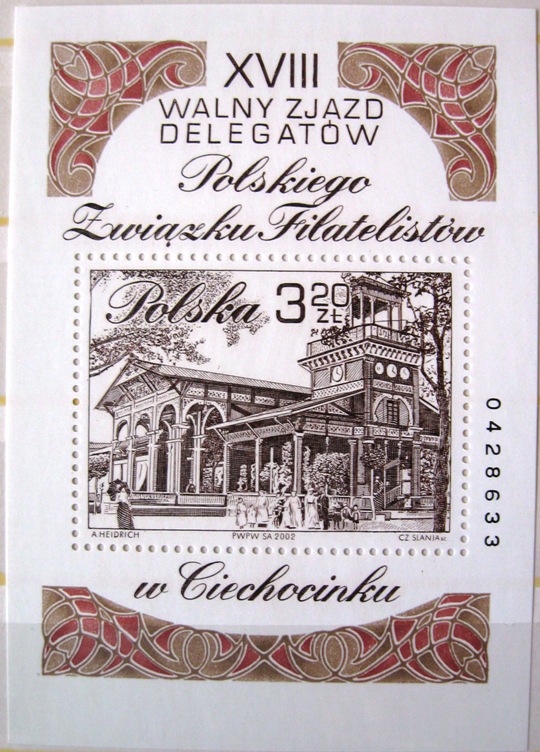 XVIII
WALNY ZJAZD
DELEGATÓW
Polskiego
Związku Filatelistów
Polska 3 20 ZŁ
0428633
A.HEIDRICH PWPW SA 2002 CZ.SŁANIA sc.
w Ciechocinku